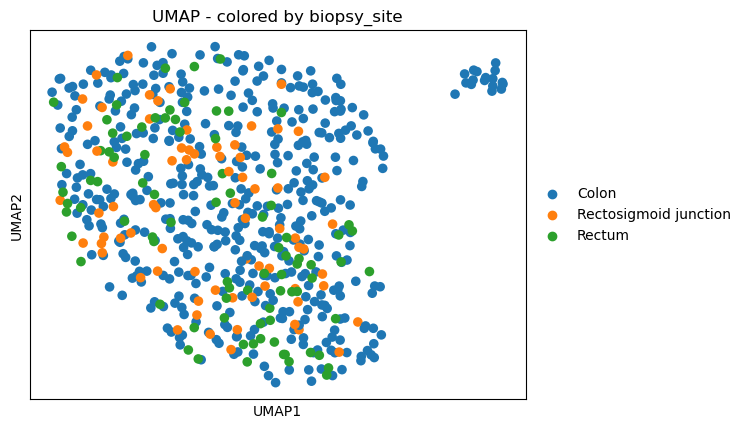 UMAP - colored by biopsy_site
UMAP2
UMAP1
Colon
Rectosigmoid junction
Rectum